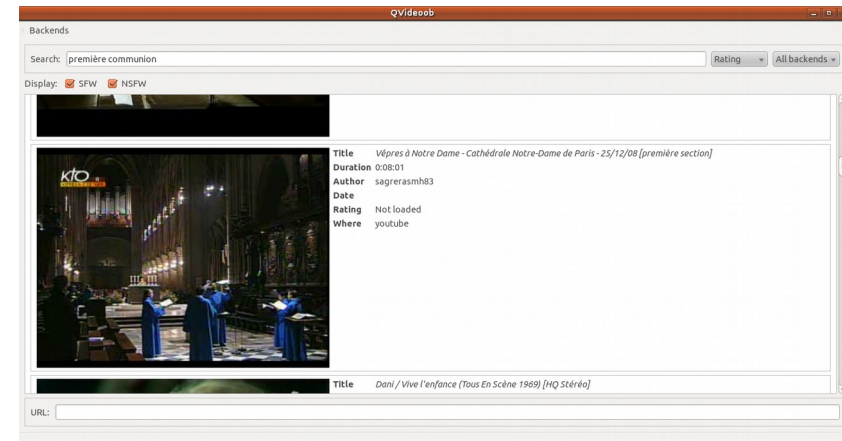 QVideoob
Backends
Search: première communion Rating All backends
Display: SFW NSFW
kto
Title Vêpres à Notre Dame - Cathédrale Notre-Dame de Paris - 25/12/08 [première section]
Duration 0:08:01
Author sagrerasmh83
Date
Rating Not loaded
Where youtube
Title Dani / Vive l'enfance (Tous En Scène 1969) [HQ Stéréo]
URL: